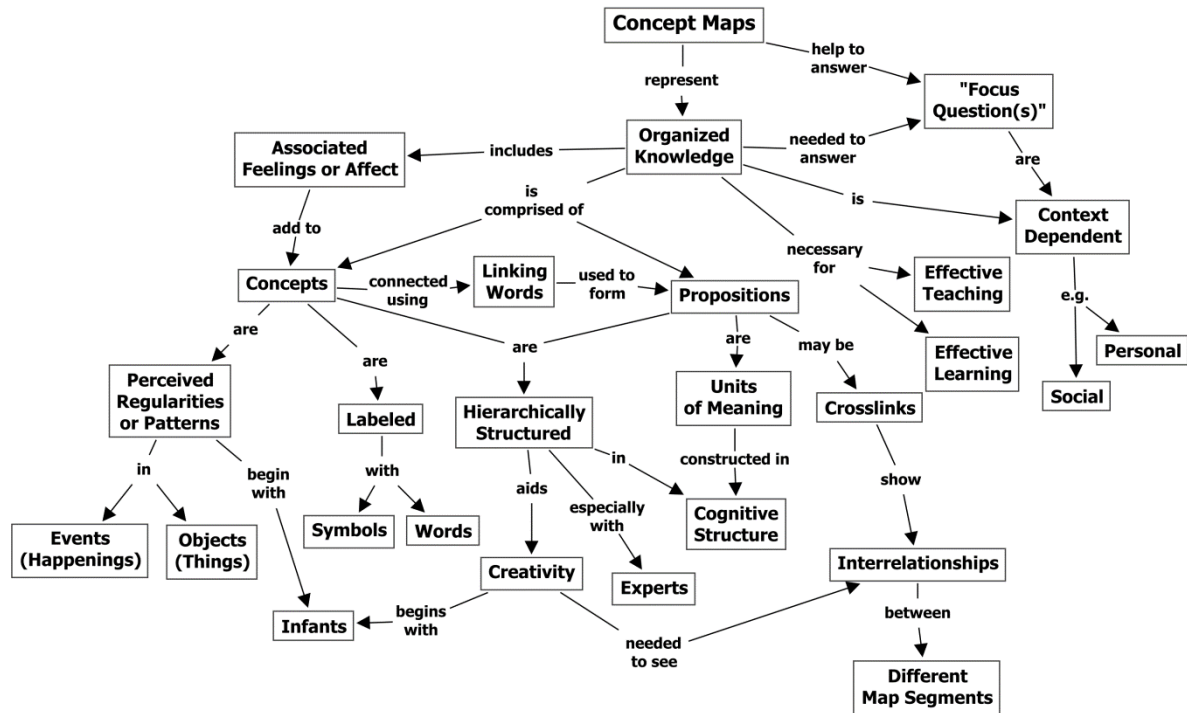 Concept Maps
help to
answer
represent
"Focus
Question(s)"
Associated
Feelings or Affect
includes
Organized
Knowledge
needed to
answer
are
is
comprised of
is
Context
Dependent
add to
necessary
for
Concepts
connected
using
Linking
Words
used to
form
Propositions
Effective
Teaching
e.g.
are
are
are
are
may be
Effective
Learning
Personal
Perceived
Regularities
or Patterns
Labeled
Hierarchically
Structured
Units
of Meaning
Crosslinks
Social
in
begin
with
with
aids
in
especially
with
constructed in
show
Events
(Happenings)
Objects
(Things)
Symbols
Words
Cognitive
Structure
Creativity
Experts
Interrelationships
Infants
begins
with
needed
to see
between
Different
Map Segments